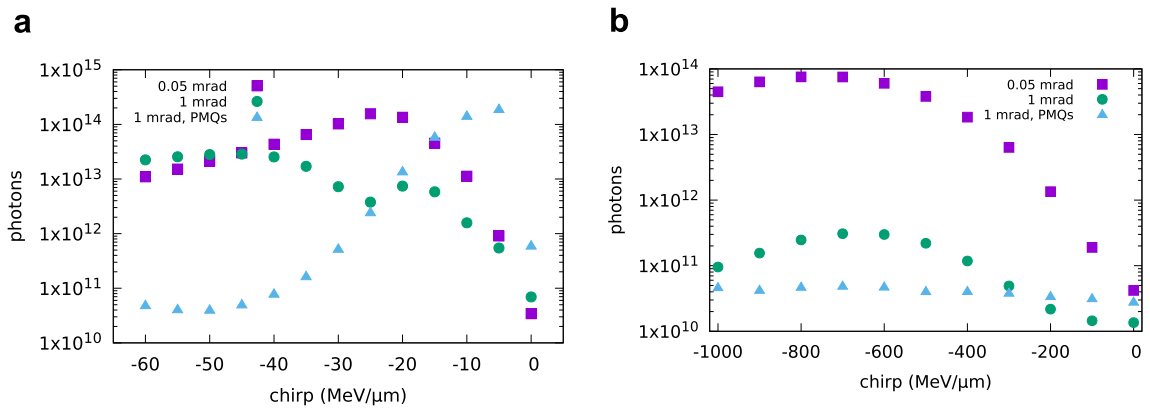 a
1x10^15
1x10^14
1x10^13
1x10^12
1x10^11
1x10^10
photons
0.05 mrad
1 mrad
1 mrad, PMQs
-60 -50 -40 -30 -20 -10 0
chirp (MeV/μm)
b
1x10^14
1x10^13
1x10^12
1x10^11
1x10^10
photons
0.05 mrad
1 mrad
1 mrad, PMQs
-1000 -800 -600 -400 -200 0
chirp (MeV/μm)